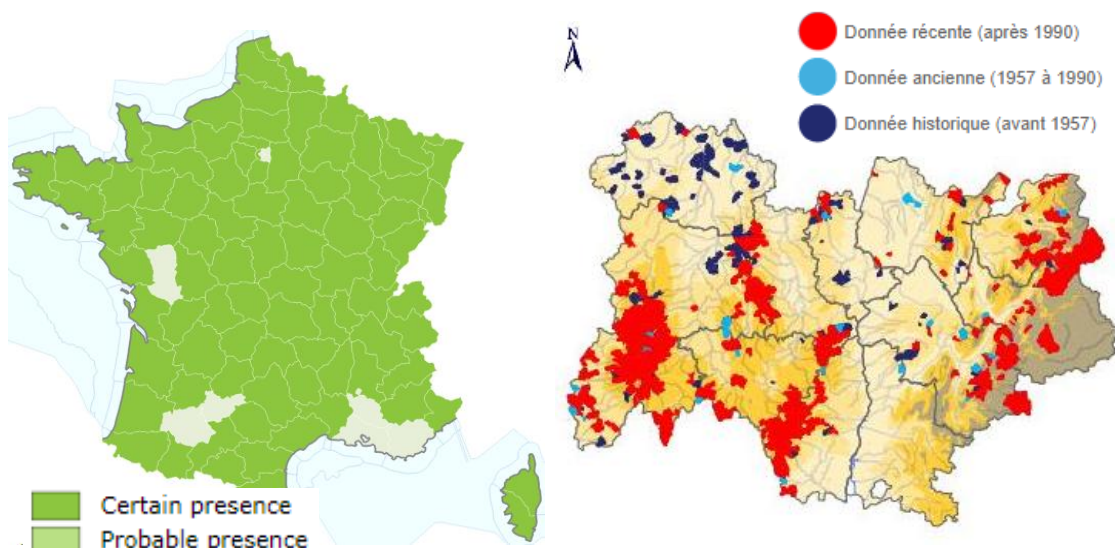 N
Donnée récente (après 1990)
Donnée ancienne (1957 à 1990)
Donnée historique (avant 1957)
Certain presence
Probable presence